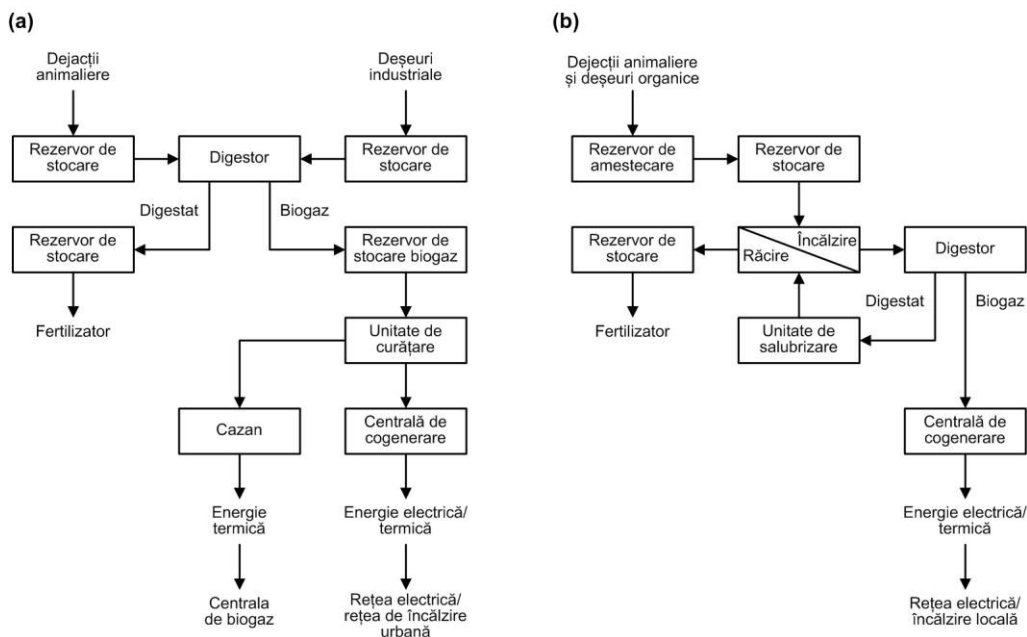 (a)
Dejacții
animaliere
Deșeuri
industriale
Rezervor de
stocare
Digestor
Rezervor de
stocare
Digestat
Biogaz
Rezervor de
stocare
Rezervor de
stocare biogaz
Fertilizator
Unitate de
curățare
Cazan
Centrală de
cogenerare
Energie
termică
Energie electrică/
termică
Centrala
de biogaz
Rețea electrică/
rețea de încălzire
urbană
(b)
Dejecții animaliere
și deșeuri organice
Rezervor de
amestecare
Rezervor de
stocare
Rezervor de
stocare
Încălzire
Răcire
Digestor
Digestat
Biogaz
Fertilizator
Unitate de
salubrizare
Centrală de
cogenerare
Energie electrică/
termică
Rețea electrică/
încălzire locală